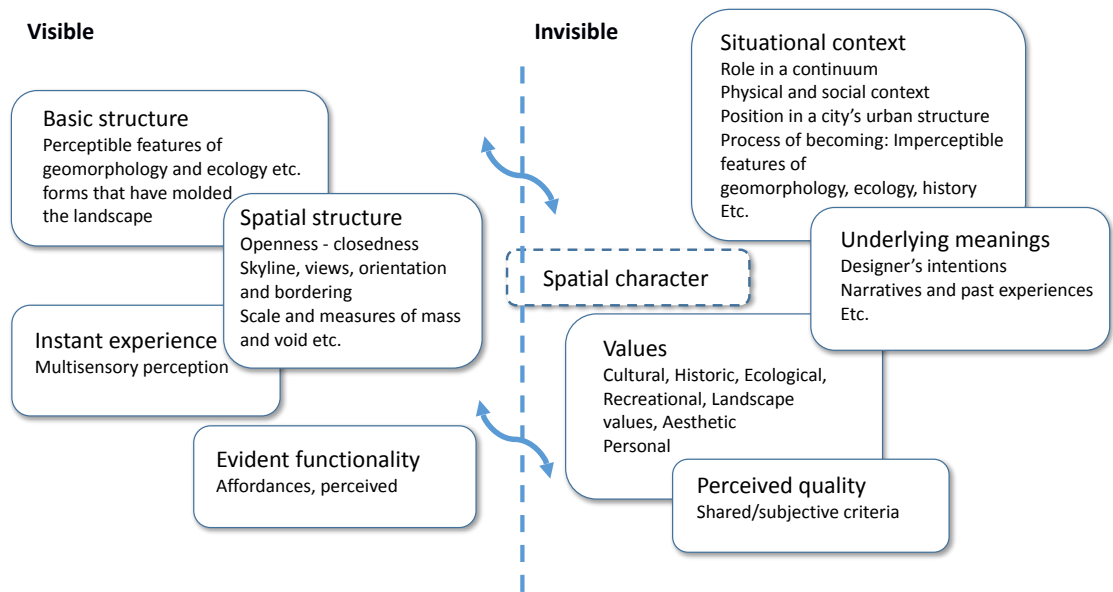 Visible
Basic structure
Perceptible features of
geomorphology and ecology etc.
forms that have molded
the landscape
Spatial structure
Openness - closedness
Skyline, views, orientation
and bordering
Scale and measures of mass
and void etc.
Instant experience
Multisensory perception
Evident functionality
Affordances, perceived
Invisible
Situational context
Role in a continuum
Physical and social context
Position in a city’s urban structure
Process of becoming: Imperceptible
features of
geomorphology, ecology, history
Etc.
Underlying meanings
Designer’s intentions
Narratives and past experiences
Etc.
Spatial character
Values
Cultural, Historic, Ecological,
Recreational, Landscape
values, Aesthetic
Personal
Perceived quality
Shared/subjective criteria